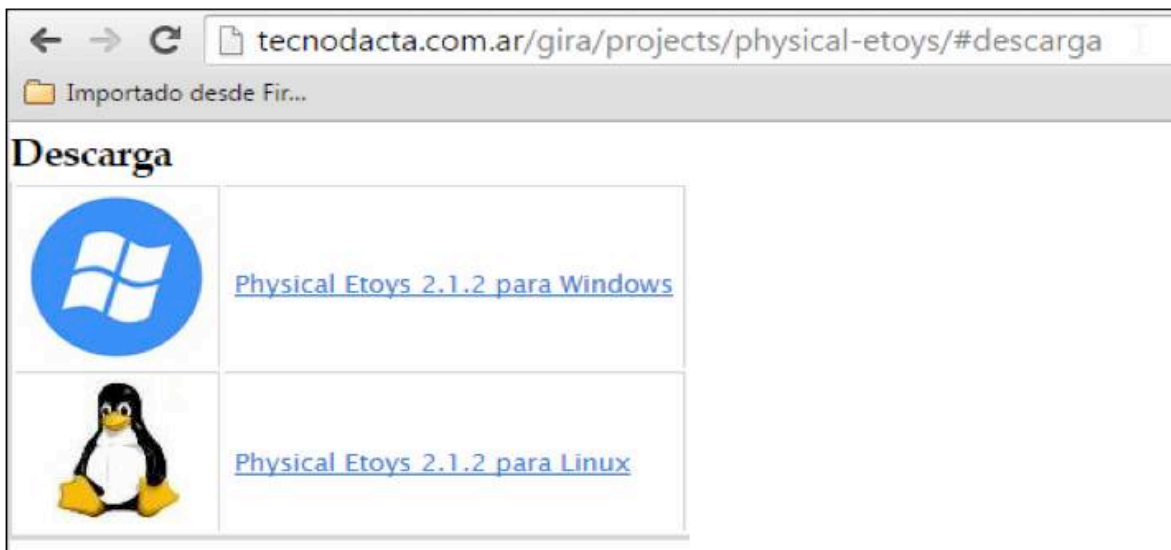 tecnodacta.com.ar/gira/projects/physical-etoys/#descarga
Importado desde Fir...
Descarga
Physical Etoys 2.1.2 para Windows
Physical Etoys 2.1.2 para Linux